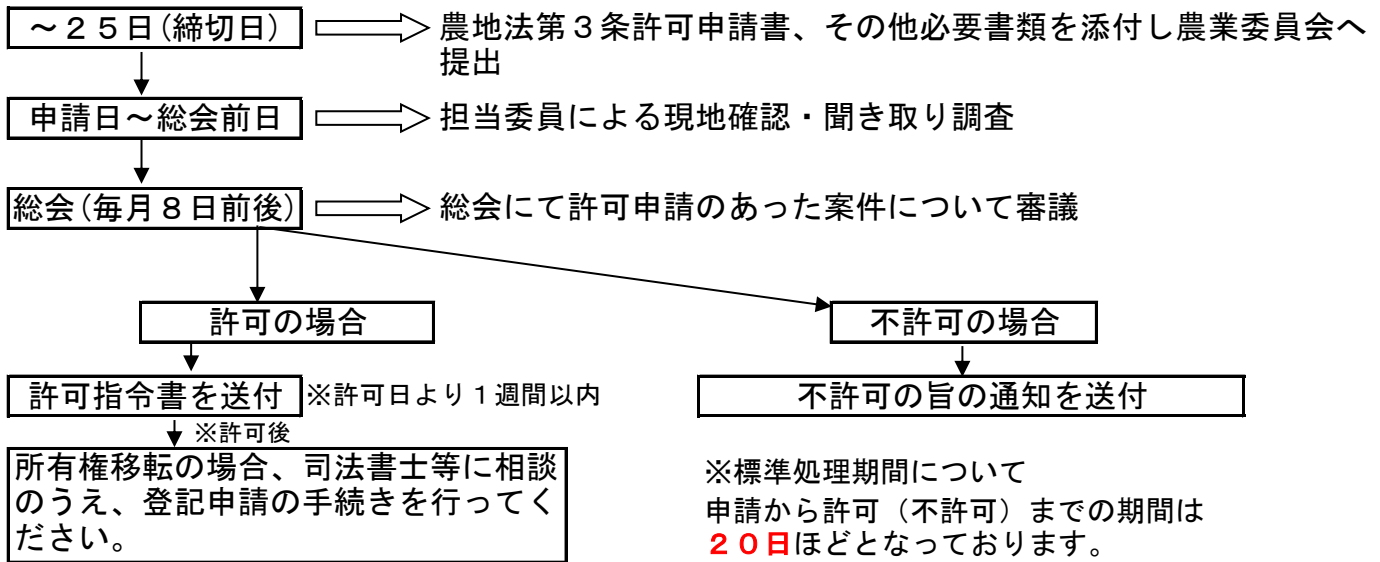 ～２５日(締切日)
農地法第３条許可申請書、その他必要書類を添付し農業委員会へ
提出
申請日～総会前日
担当委員による現地確認・聞き取り調査
総会(毎月８日前後)
総会にて許可申請のあった案件について審議
許可の場合
不許可の場合
許可指令書を送付
※許可日より１週間以内
不許可の旨の通知を送付
※許可後
所有権移転の場合、司法書士等に相談
のうえ、登記申請の手続きを行ってく
ださい。
※標準処理期間について
申請から許可（不許可）までの期間は
２０日ほどとなっております。